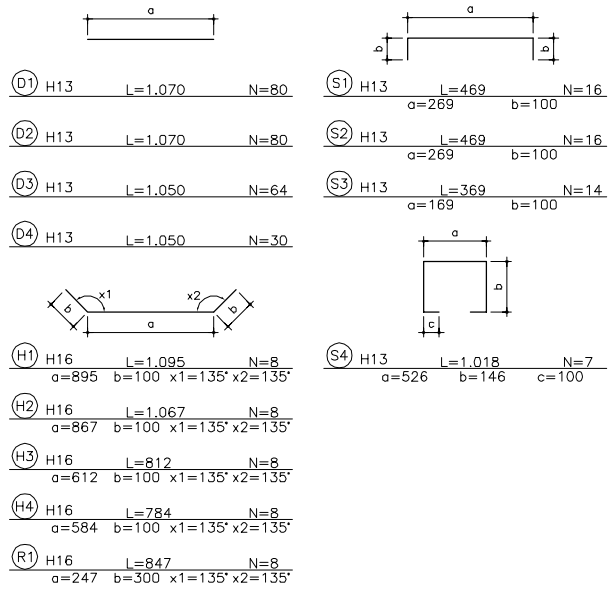 a
D1 H13 L=1.070 N=80
D2 H13 L=1.070 N=80
D3 H13 L=1.050 N=64
D4 H13 L=1.050 N=30
b x1 x2 b
a
H1 H16 L=1.095 N=8
a=895 b=100 x1=135° x2=135°
H2 H16 L=1.067 N=8
a=867 b=100 x1=135° x2=135°
H3 H16 L=812 N=8
a=612 b=100 x1=135° x2=135°
H4 H16 L=784 N=8
a=584 b=100 x1=135° x2=135°
R1 H16 L=847 N=8
a=247 b=300 x1=135° x2=135°
a
b b
S1 H13 L=469 N=16
a=269 b=100
S2 H13 L=469 N=16
a=269 b=100
S3 H13 L=369 N=14
a=169 b=100
a
b
c
S4 H13 L=1.018 N=7
a=526 b=146 c=100